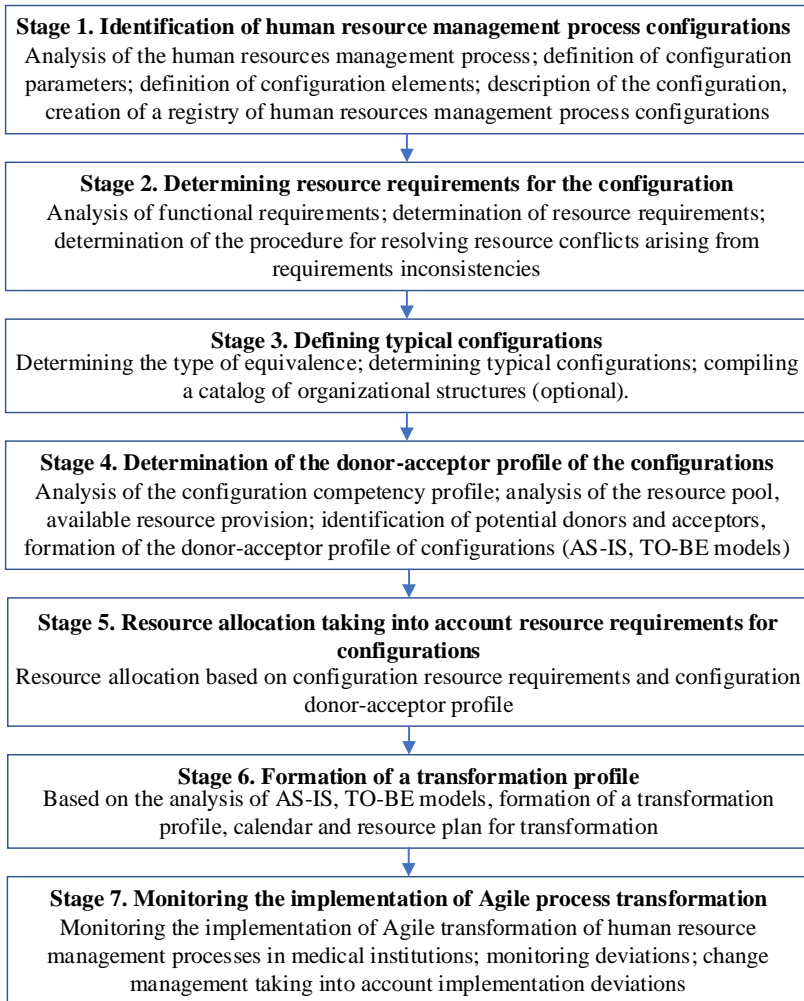 Stage 1. Identification of human resource management process configurations
Analysis of the human resources management process; definition of configuration
parameters; definition of configuration elements; description of the configuration,
creation of a registry of human resources management process configurations
Stage 2. Determining resource requirements for the configuration
Analysis of functional requirements; determination of resource requirements;
determination of the procedure for resolving resource conflicts arising from
requirements inconsistencies
Stage 3. Defining typical configurations
Determining the type of equivalence; determining typical configurations; compiling
a catalog of organizational structures (optional).
Stage 4. Determination of the donor-acceptor profile of the configurations
Analysis of the configuration competency profile; analysis of the resource pool,
available resource provision; identification of potential donors and acceptors,
formation of the donor-acceptor profile of configurations (AS-IS, TO-BE models)
Stage 5. Resource allocation taking into account resource requirements for
configurations
Resource allocation based on configuration resource requirements and configuration
donor-acceptor profile
Stage 6. Formation of a transformation profile
Based on the analysis of AS-IS, TO-BE models, formation of a transformation
profile, calendar and resource plan for transformation
Stage 7. Monitoring the implementation of Agile process transformation
Monitoring the implementation of Agile transformation of human resource
management processes in medical institutions; monitoring deviations; change
management taking into account implementation deviations